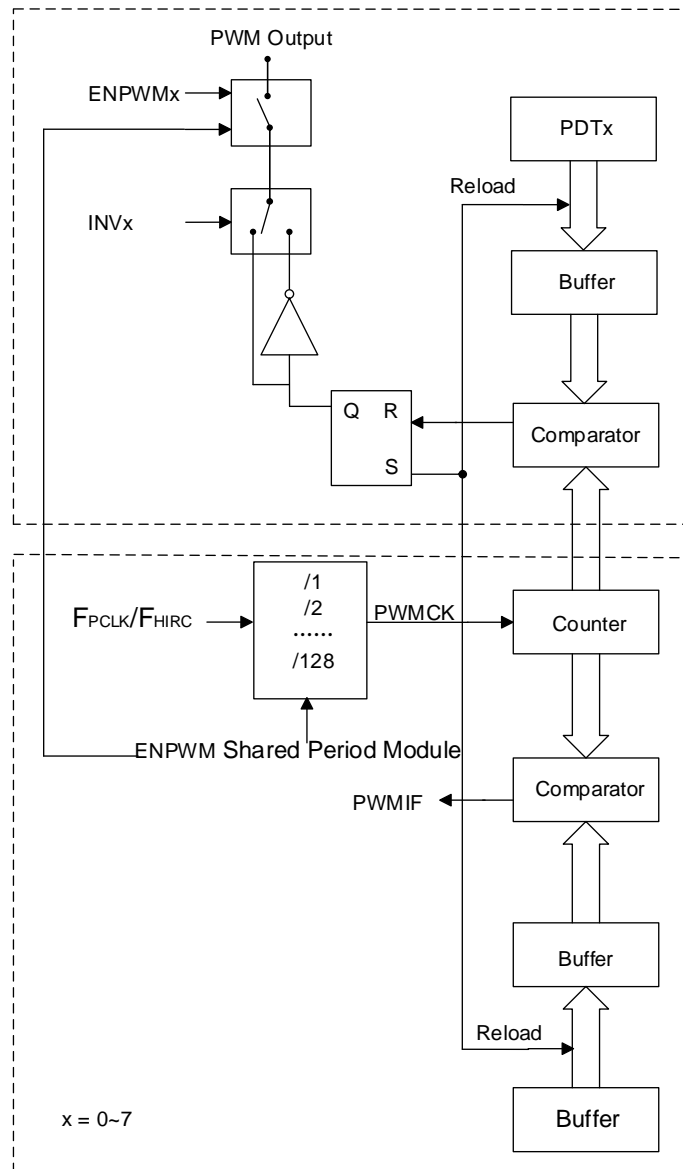 PWM Output
ENPWMx
PDTx
Reload
INVx
Buffer
Q R
S
Comparator
/1
/2
......
/128
FPCLK/FHIRC
PWMCK
Counter
ENPWM Shared Period Module
Comparator
PWMIF
Buffer
Reload
Buffer
x = 0~7